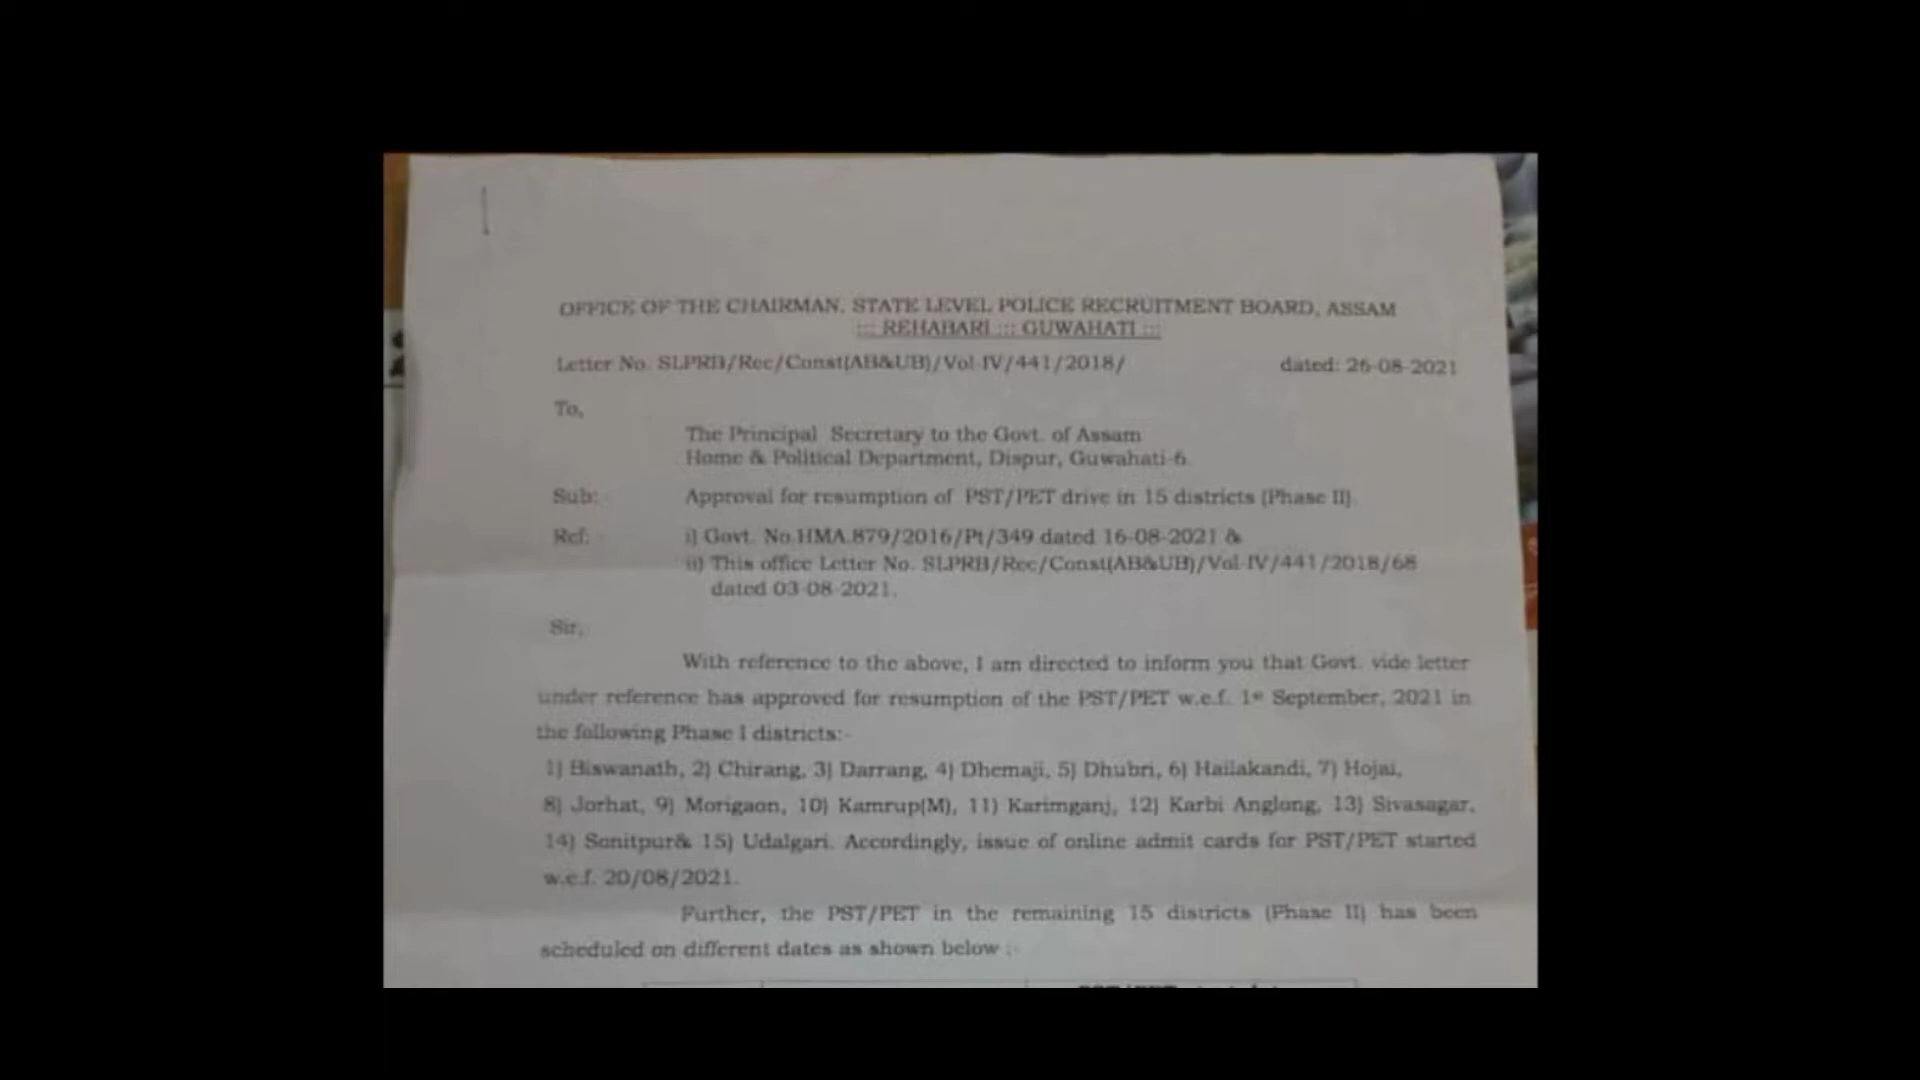 OFFICE OF THE CHAIRMAN, STATE LEVEL POLICE RECRUITMENT BOARD, ASSAM
::: REHABARI ::: GUWAHATI :::
Letter No. SLPRB/Rec/Const(AB&UB)/Vol-IV/441/2018/ dated: 26-08-2021
To,
The Principal Secretary to the Govt. of Assam
Home & Political Department, Dispur, Guwahati-6.
Sub:- Approval for resumption of PST/PET drive in 15 districts (Phase II).
Ref:- i) Govt. No.HMA.879/2016/Pt/349 dated 16-08-2021 &
ii) This office Letter No. SLPRB/Rec/Const(AB&UB)/Vol-IV/441/2018/68
dated 03-08-2021.
Sir,
With reference to the above, I am directed to inform you that Govt. vide letter
under reference has approved for resumption of the PST/PET w.e.f. 1st September, 2021 in
the following Phase I districts:-
1) Biswanath, 2) Chirang, 3) Darrang, 4) Dhemaji, 5) Dhubri, 6) Hailakandi, 7) Hojai,
8) Jorhat, 9) Morigaon, 10) Kamrup(M), 11) Karimganj, 12) Karbi Anglong, 13) Sivasagar,
14) Sonitpur& 15) Udalgari. Accordingly, issue of online admit cards for PST/PET started
w.e.f. 20/08/2021.
Further, the PST/PET in the remaining 15 districts (Phase II) has been
scheduled on different dates as shown below :-